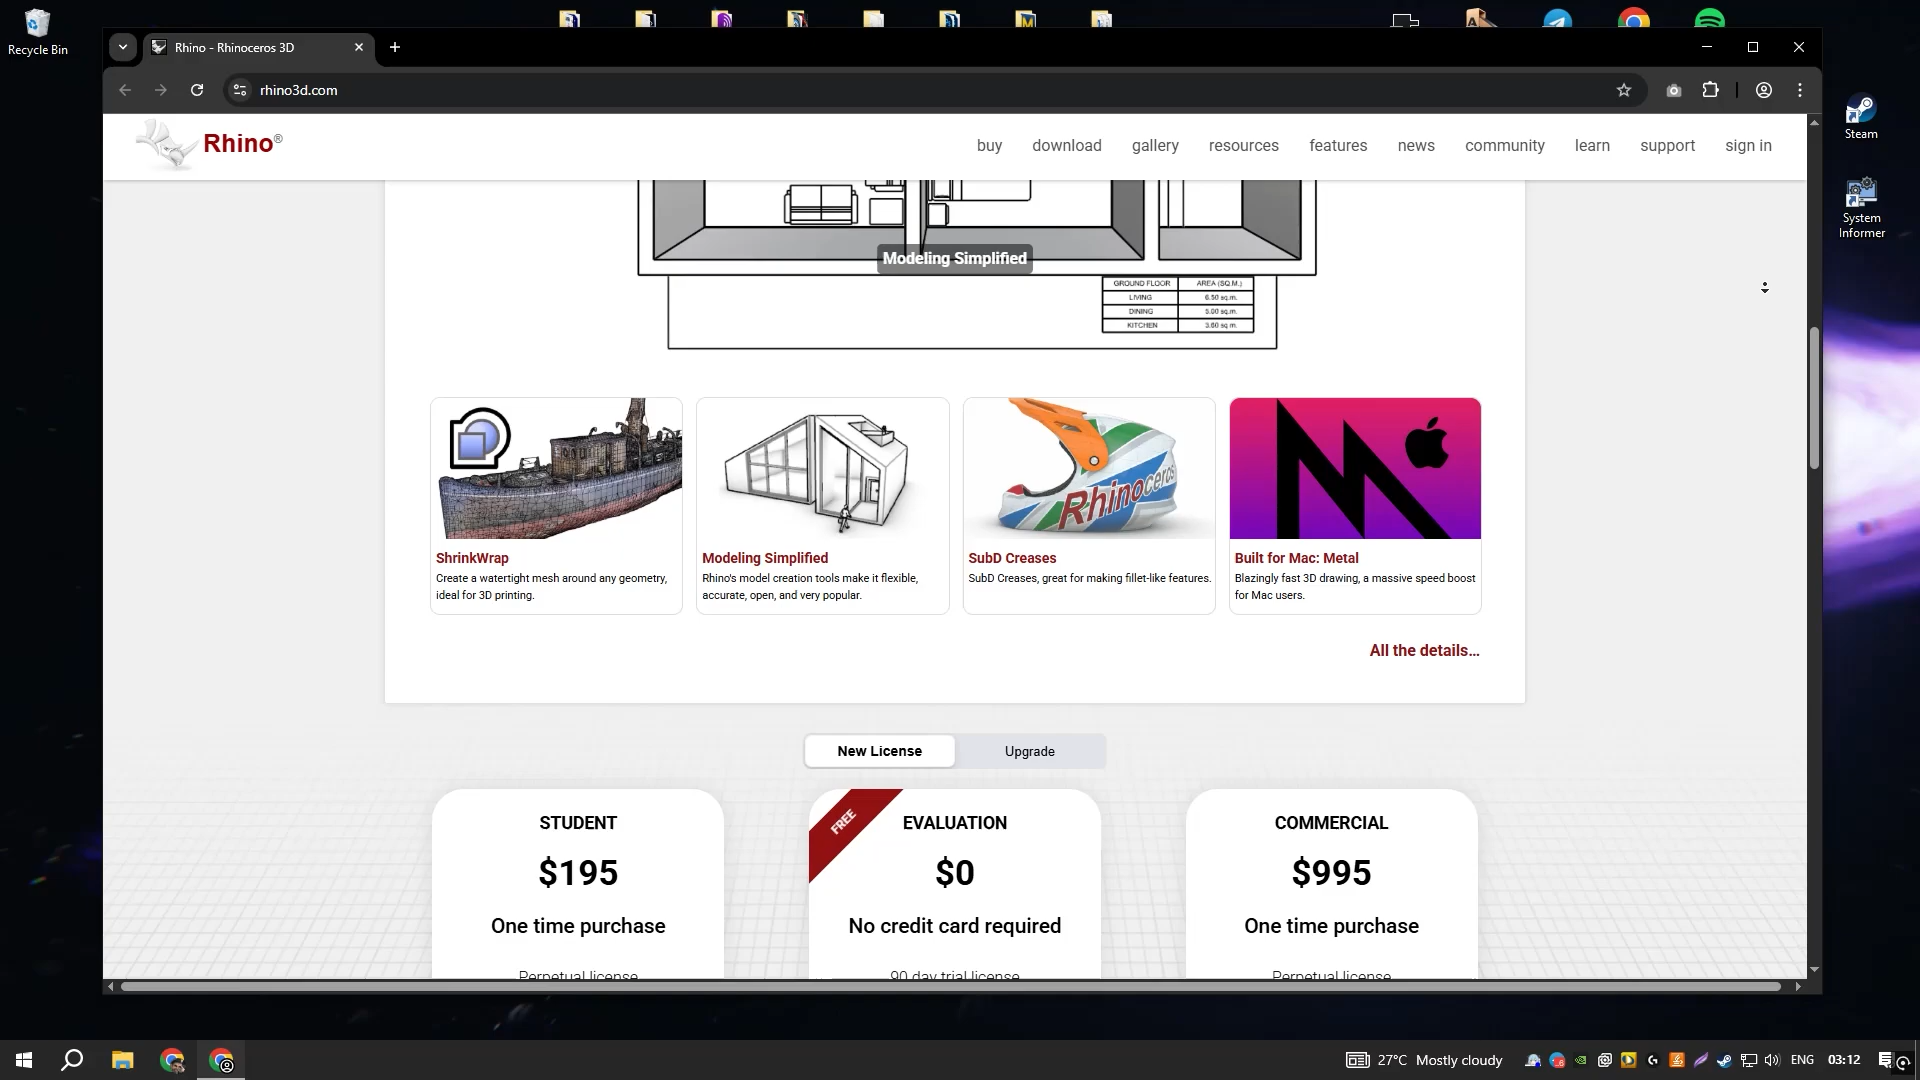 Recycle Bin
Rhino - Rhinoceros 3D
rhino3d.com
Steam
System
Informer
Rhino®
buy
download
gallery
resources
features
news
community
learn
support
sign in
Modeling Simplified
GROUND FLOOR AREA (SQ.M.)
LIVING 6.50 sq.m.
DINING 5.00 sq.m.
KITCHEN 3.60 sq.m.
Rhinoceros
ShrinkWrap
Create a watertight mesh around any geometry,
ideal for 3D printing.
Modeling Simplified
Rhino's model creation tools make it flexible,
accurate, open, and very popular.
SubD Creases
SubD Creases, great for making fillet-like features.
Built for Mac: Metal
Blazingly fast 3D drawing, a massive speed boost
for Mac users.
All the details...
New License
Upgrade
STUDENT
$195
One time purchase
Perpetual license
FREE
EVALUATION
$0
No credit card required
90 day trial license
COMMERCIAL
$995
One time purchase
Perpetual license
27°C Mostly cloudy
ENG
03:12